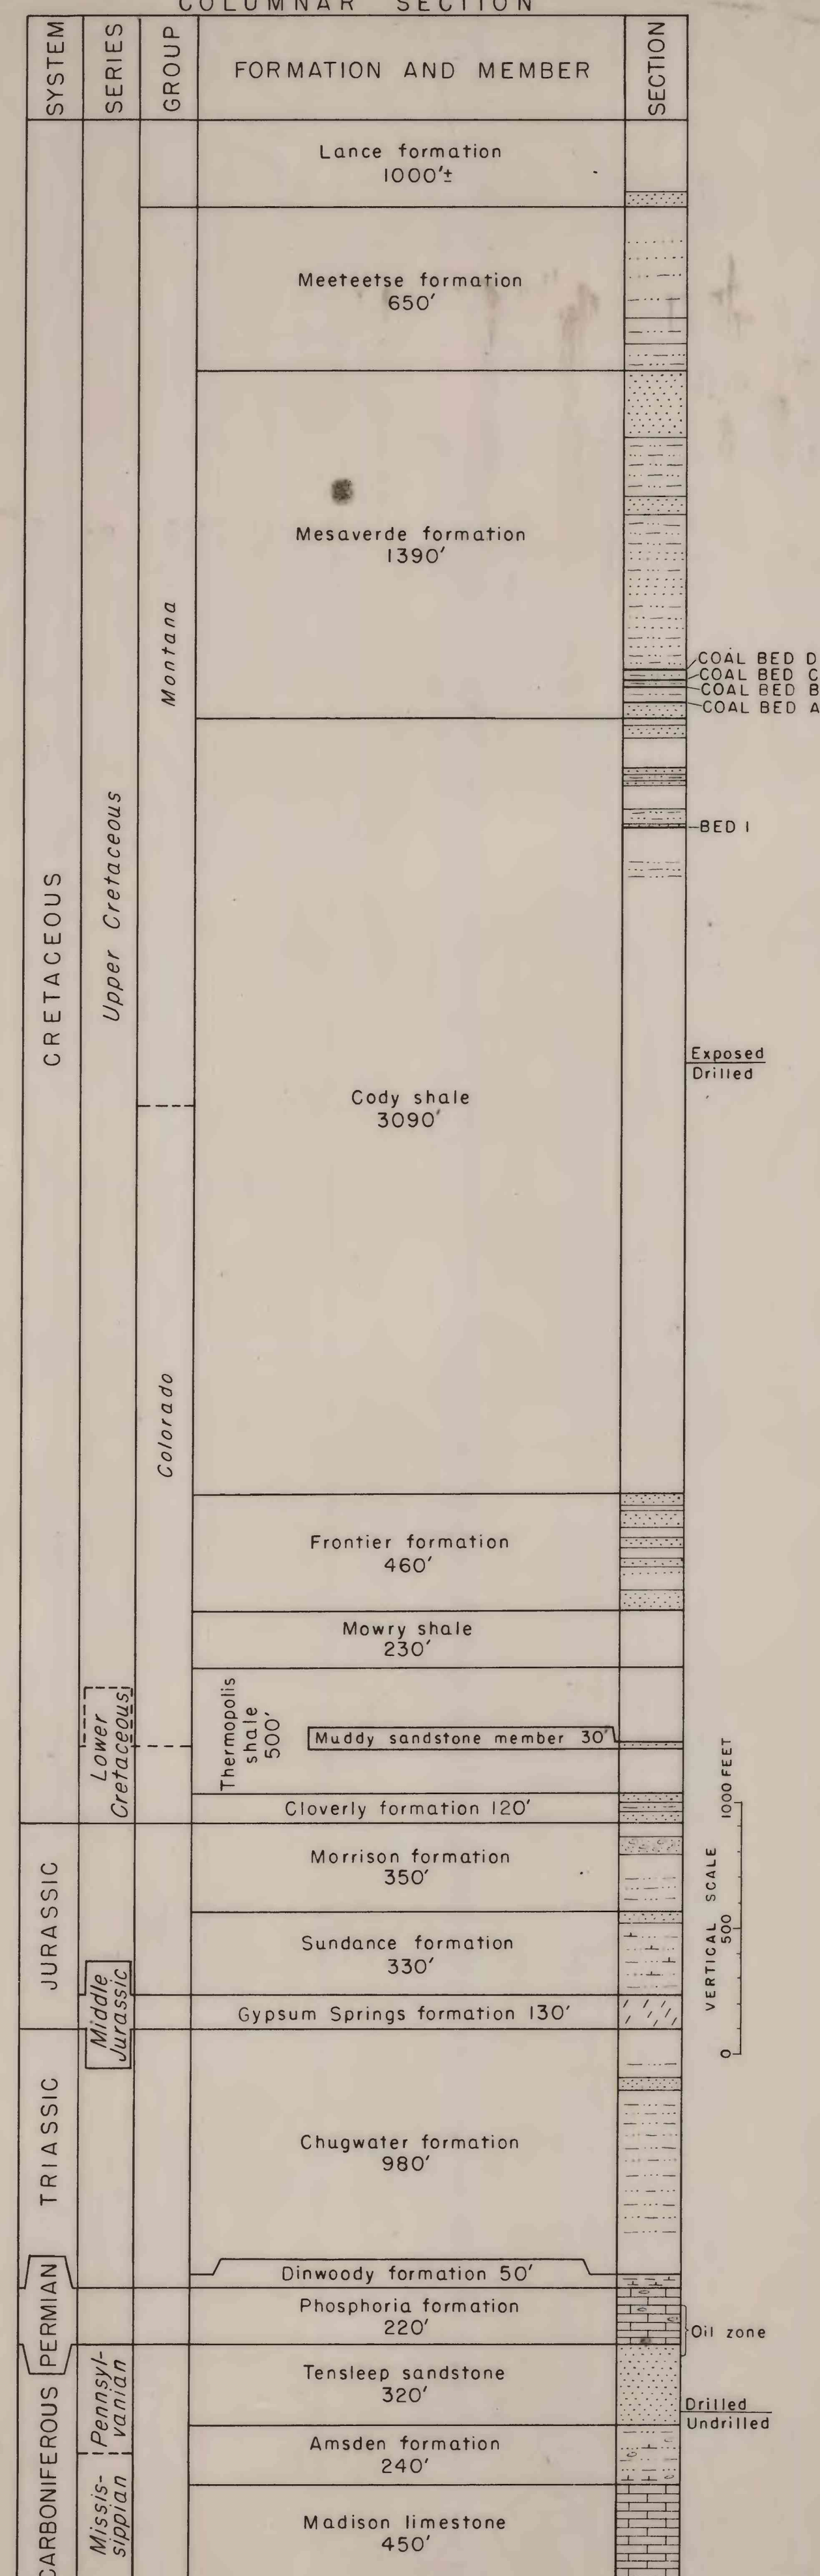 COLUMNAR SECTION
SYSTEM
SERIES
GROUP
FORMATION AND MEMBER
SECTION
Lance formation
1000'±
Meeteetse formation
650'
Mesaverde formation
1390'
Montana
COAL BED D
COAL BED C
COAL BED B
COAL BED A
BED I
Upper Cretaceous
CRETACEOUS
Exposed
Drilled
Cody shale
3090'
Colorado
Frontier formation
460'
Mowry shale
230'
Lower
Cretaceous
Thermopolis
shale
500'
Muddy sandstone member 30'
Cloverly formation 120'
1000 FEET
500
0
VERTICAL SCALE
JURASSIC
Morrison formation
350'
Sundance formation
330'
Middle
Jurassic
Gypsum Springs formation 130'
TRIASSIC
Chugwater formation
980'
Dinwoody formation 50'
PERMIAN
Phosphoria formation
220'
Oil zone
CARBONIFEROUS
Pennsyl-
vanian
Tensleep sandstone
320'
Drilled
Undrilled
Amsden formation
240'
Missis-
sippian
Madison limestone
450'